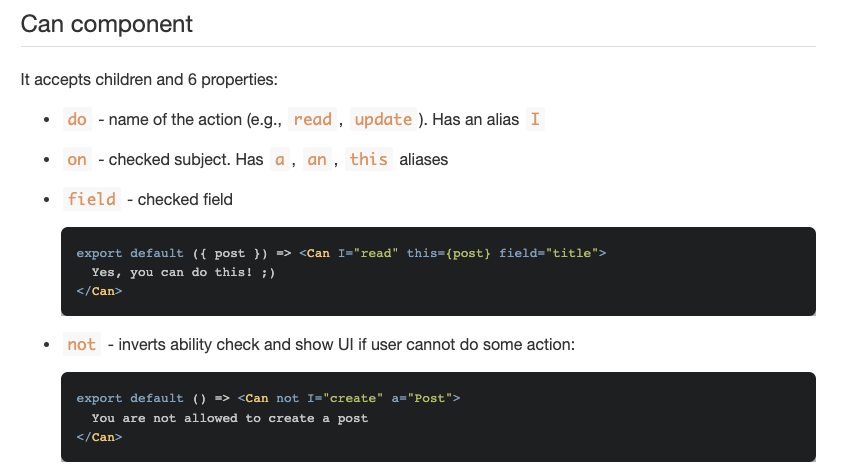 Can component
It accepts children and 6 properties:
• do - name of the action (e.g., read , update ). Has an alias I
• on - checked subject. Has a , an , this aliases
• field - checked field
export default ({ post }) => <Can I="read" this={post} field="title">
  Yes, you can do this! ;)
</Can>
• not - inverts ability check and show UI if user cannot do some action:
export default () => <Can not I="create" a="Post">
  You are not allowed to create a post
</Can>